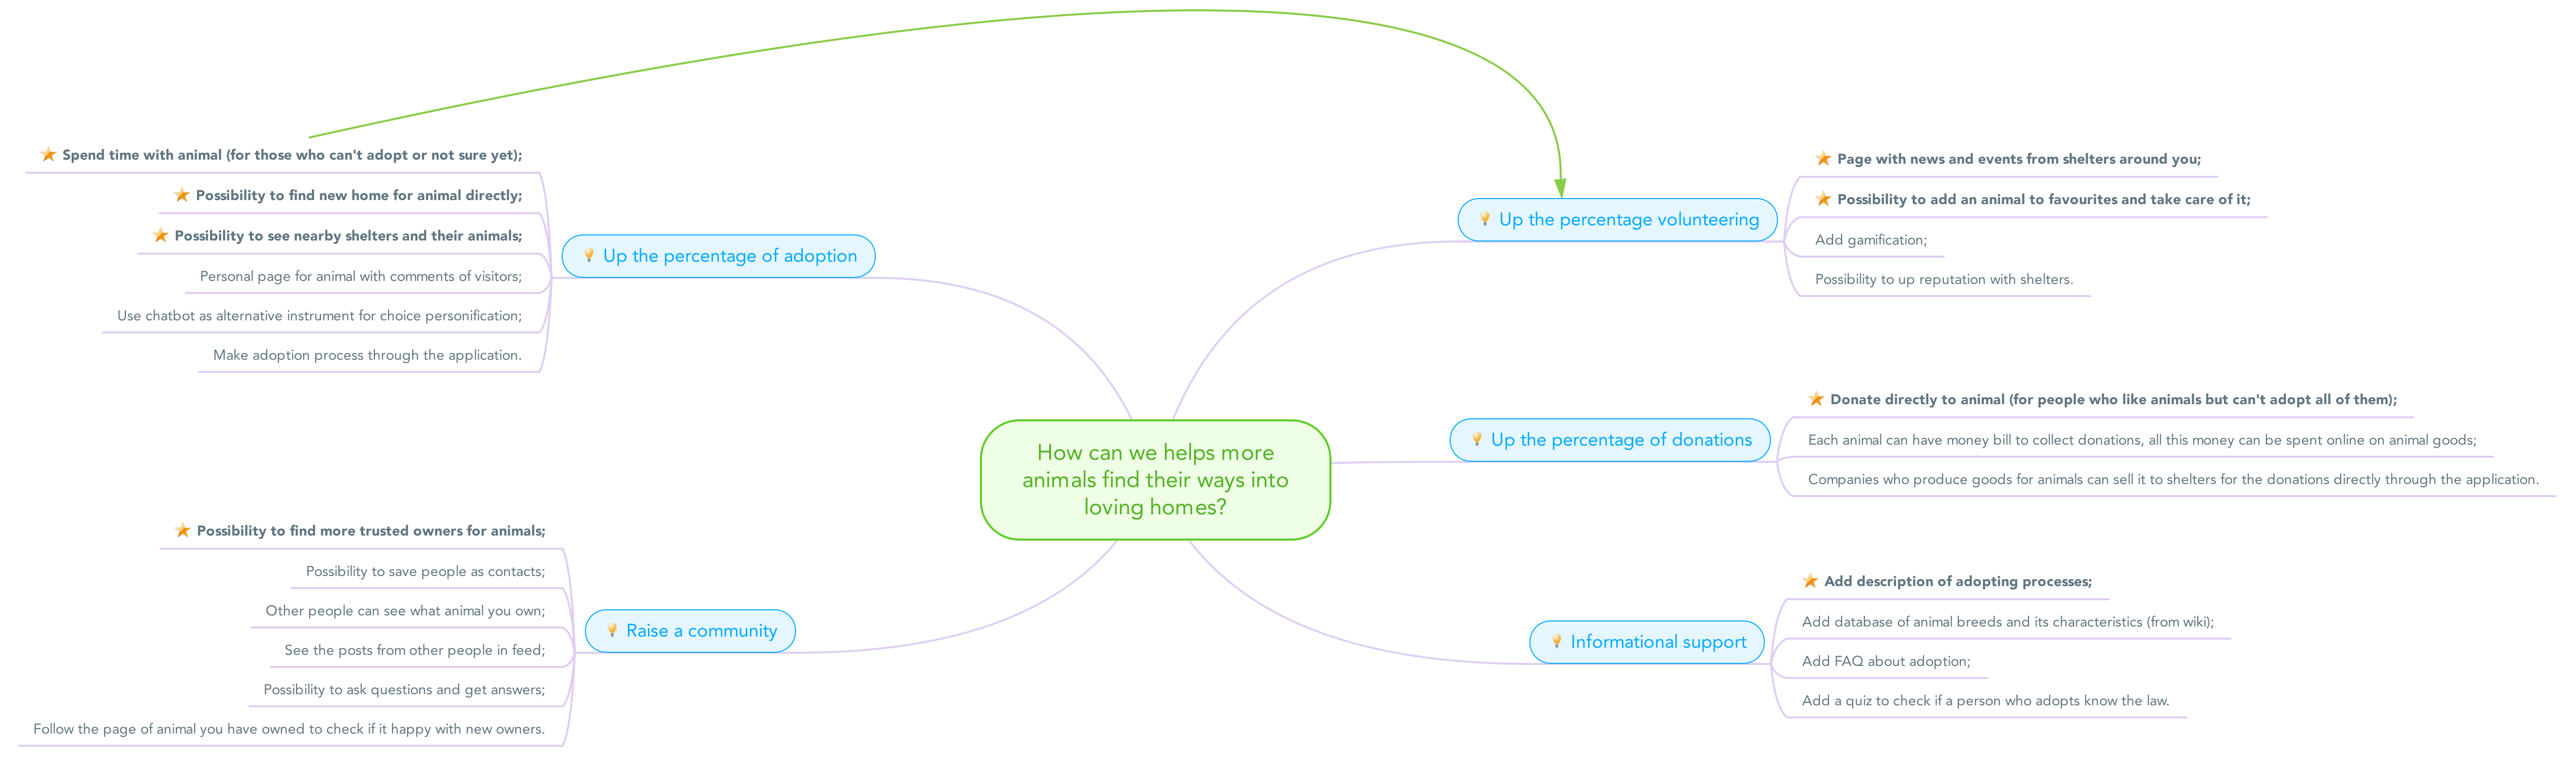 How can we helps more
animals find their ways into
loving homes?
Up the percentage of adoption
Spend time with animal (for those who can't adopt or not sure yet);
Possibility to find new home for animal directly;
Possibility to see nearby shelters and their animals;
Personal page for animal with comments of visitors;
Use chatbot as alternative instrument for choice personification;
Make adoption process through the application.
Raise a community
Possibility to find more trusted owners for animals;
Possibility to save people as contacts;
Other people can see what animal you own;
See the posts from other people in feed;
Possibility to ask questions and get answers;
Follow the page of animal you have owned to check if it happy with new owners.
Up the percentage volunteering
Page with news and events from shelters around you;
Possibility to add an animal to favourites and take care of it;
Add gamification;
Possibility to up reputation with shelters.
Up the percentage of donations
Donate directly to animal (for people who like animals but can't adopt all of them);
Each animal can have money bill to collect donations, all this money can be spent online on animal goods;
Companies who produce goods for animals can sell it to shelters for the donations directly through the application.
Informational support
Add description of adopting processes;
Add database of animal breeds and its characteristics (from wiki);
Add FAQ about adoption;
Add a quiz to check if a person who adopts know the law.